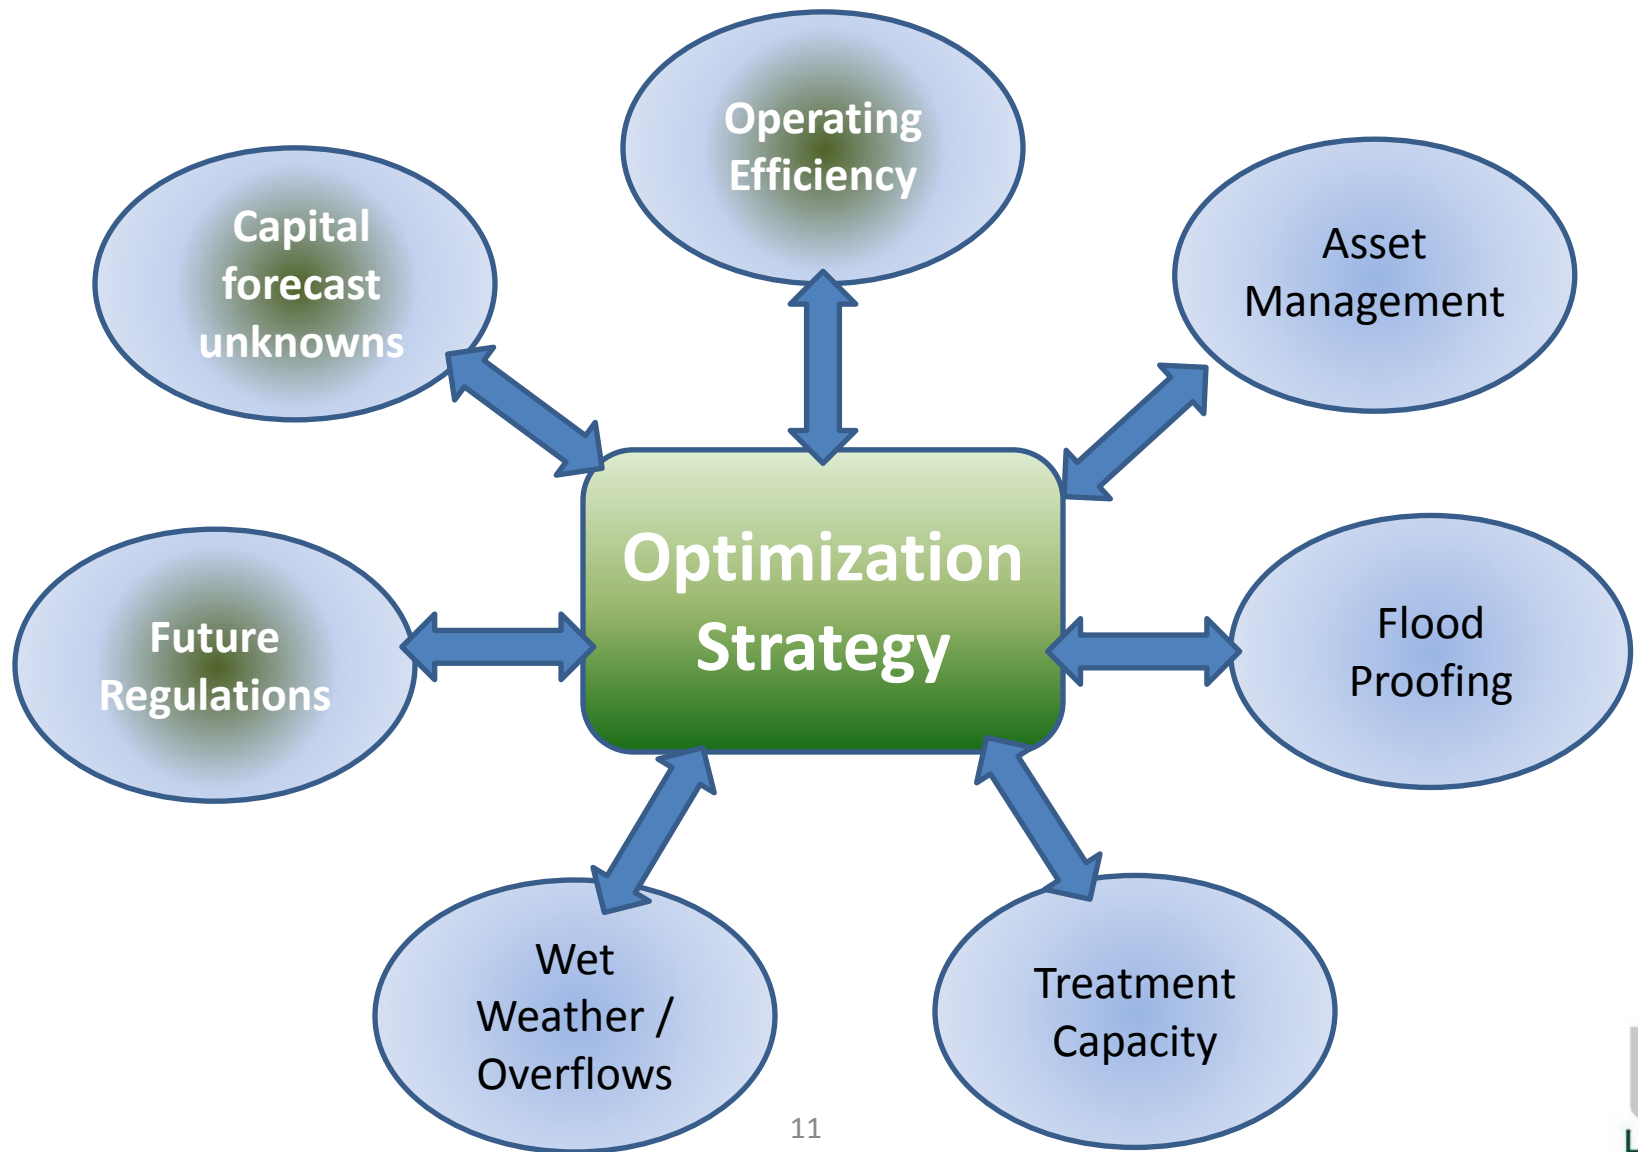 Operating
Efficiency
Capital
forecast
unknowns
Asset
Management
Optimization
Strategy
Future
Regulations
Flood
Proofing
Wet
Weather /
Overflows
Treatment
Capacity
11